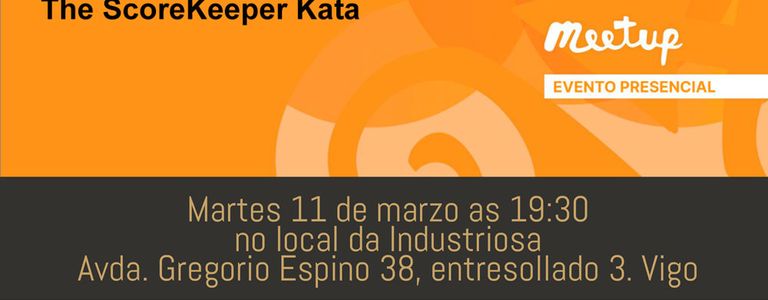 The ScoreKeeper Kata
meetup
EVENTO PRESENCIAL
Martes 11 de marzo as 19:30
no local da Industriosa
Avda. Gregorio Espino 38, entresollado 3. Vigo